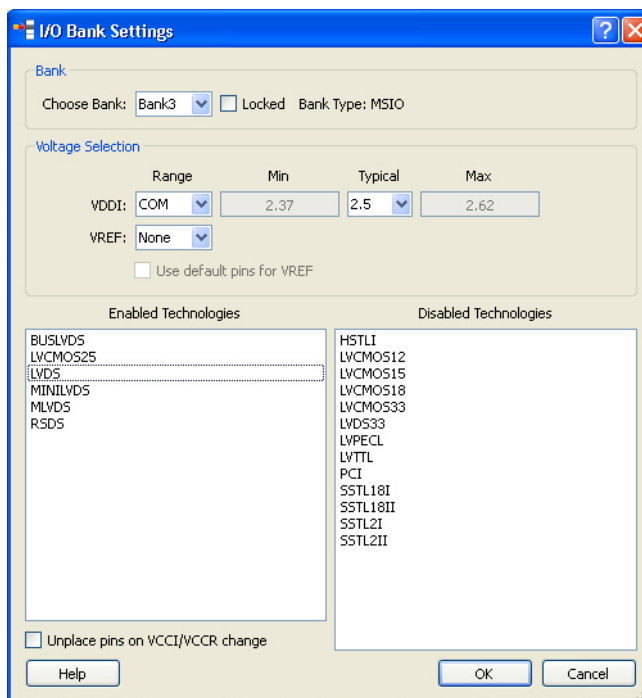 I/O Bank Settings
Bank
Choose Bank: Bank3 Locked Bank Type: MSIO
Voltage Selection
Range Min Typical Max
VDDI: COM 2.37 2.5 2.62
VREF: None
Use default pins for VREF
Enabled Technologies
BUSLVDS
LVCMOS25
LVDS
MINILVDS
MLVDS
RSDS
Disabled Technologies
HSTLI
LVCMOS12
LVCMOS15
LVCMOS18
LVCMOS33
LVDS33
LVPECL
LVTTL
PCI
SSTL18I
SSTL18II
SSTL2I
SSTL2II
Unplace pins on VCCI/VCCR change
Help OK Cancel